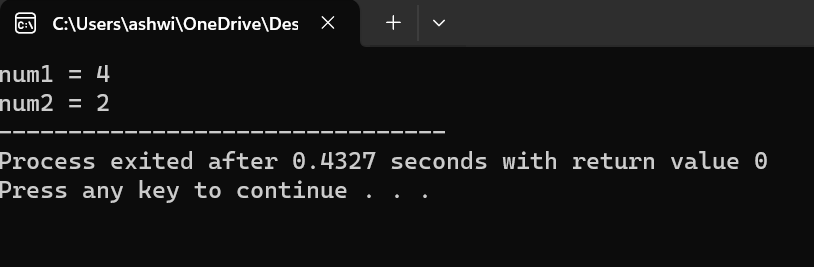 C:\Users\ashwi\OneDrive\Des
num1 = 4
num2 = 2
--------------------------------
Process exited after 0.4327 seconds with return value 0
Press any key to continue . . .